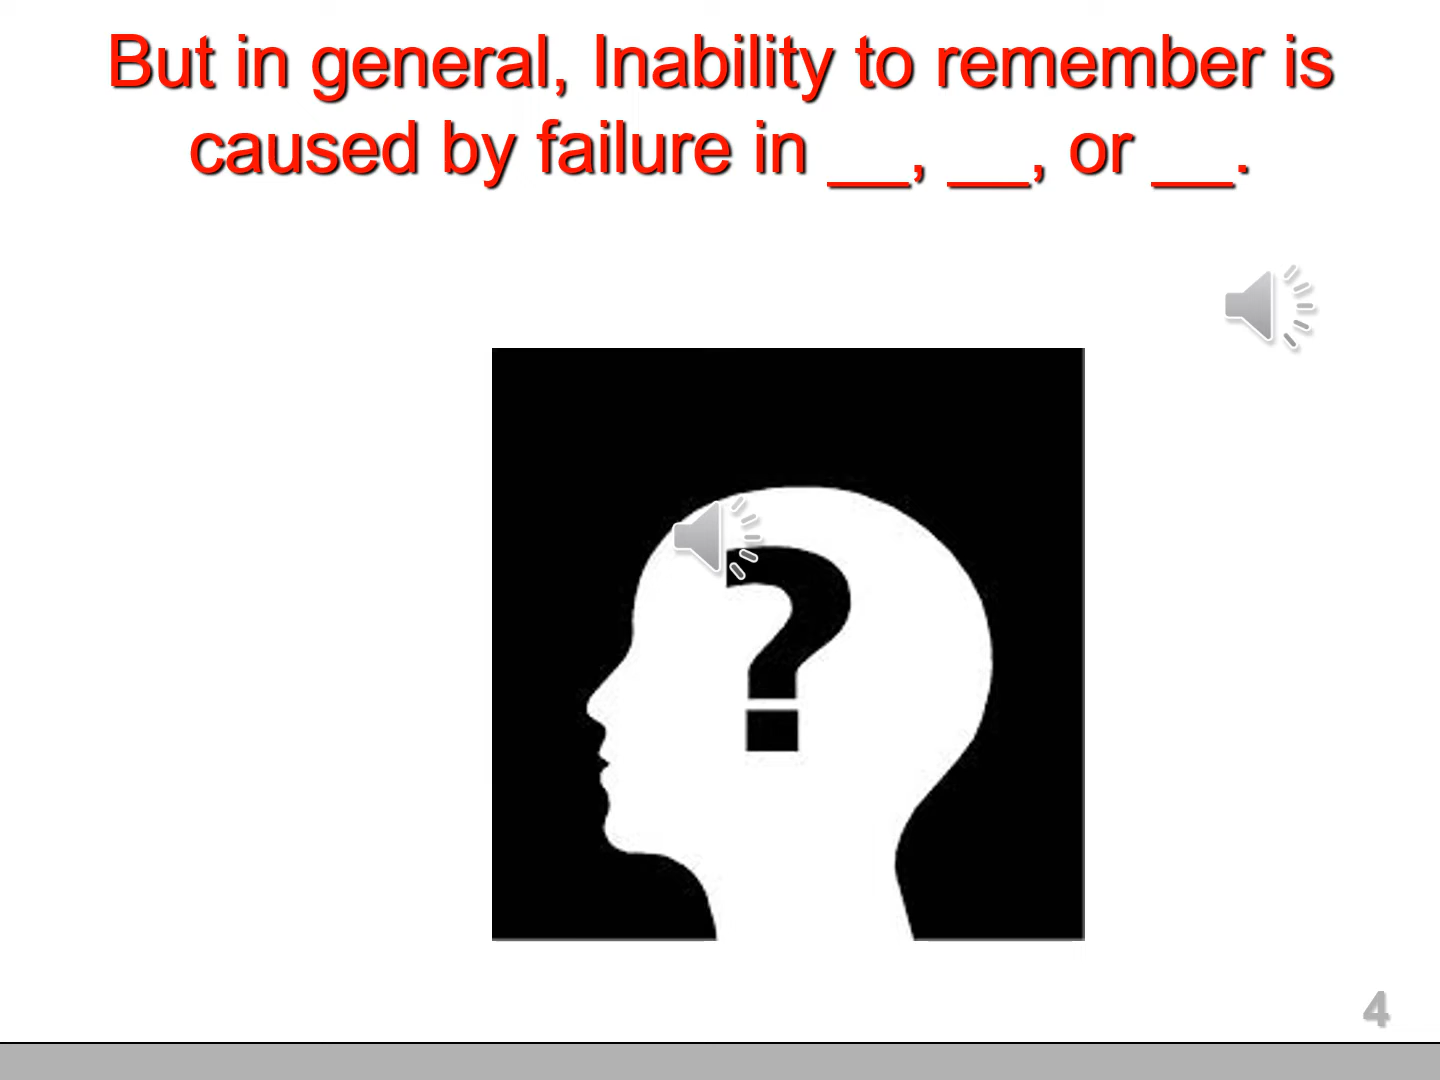 But in general, Inability to remember is
caused by failure in __, __, or __.
?
4